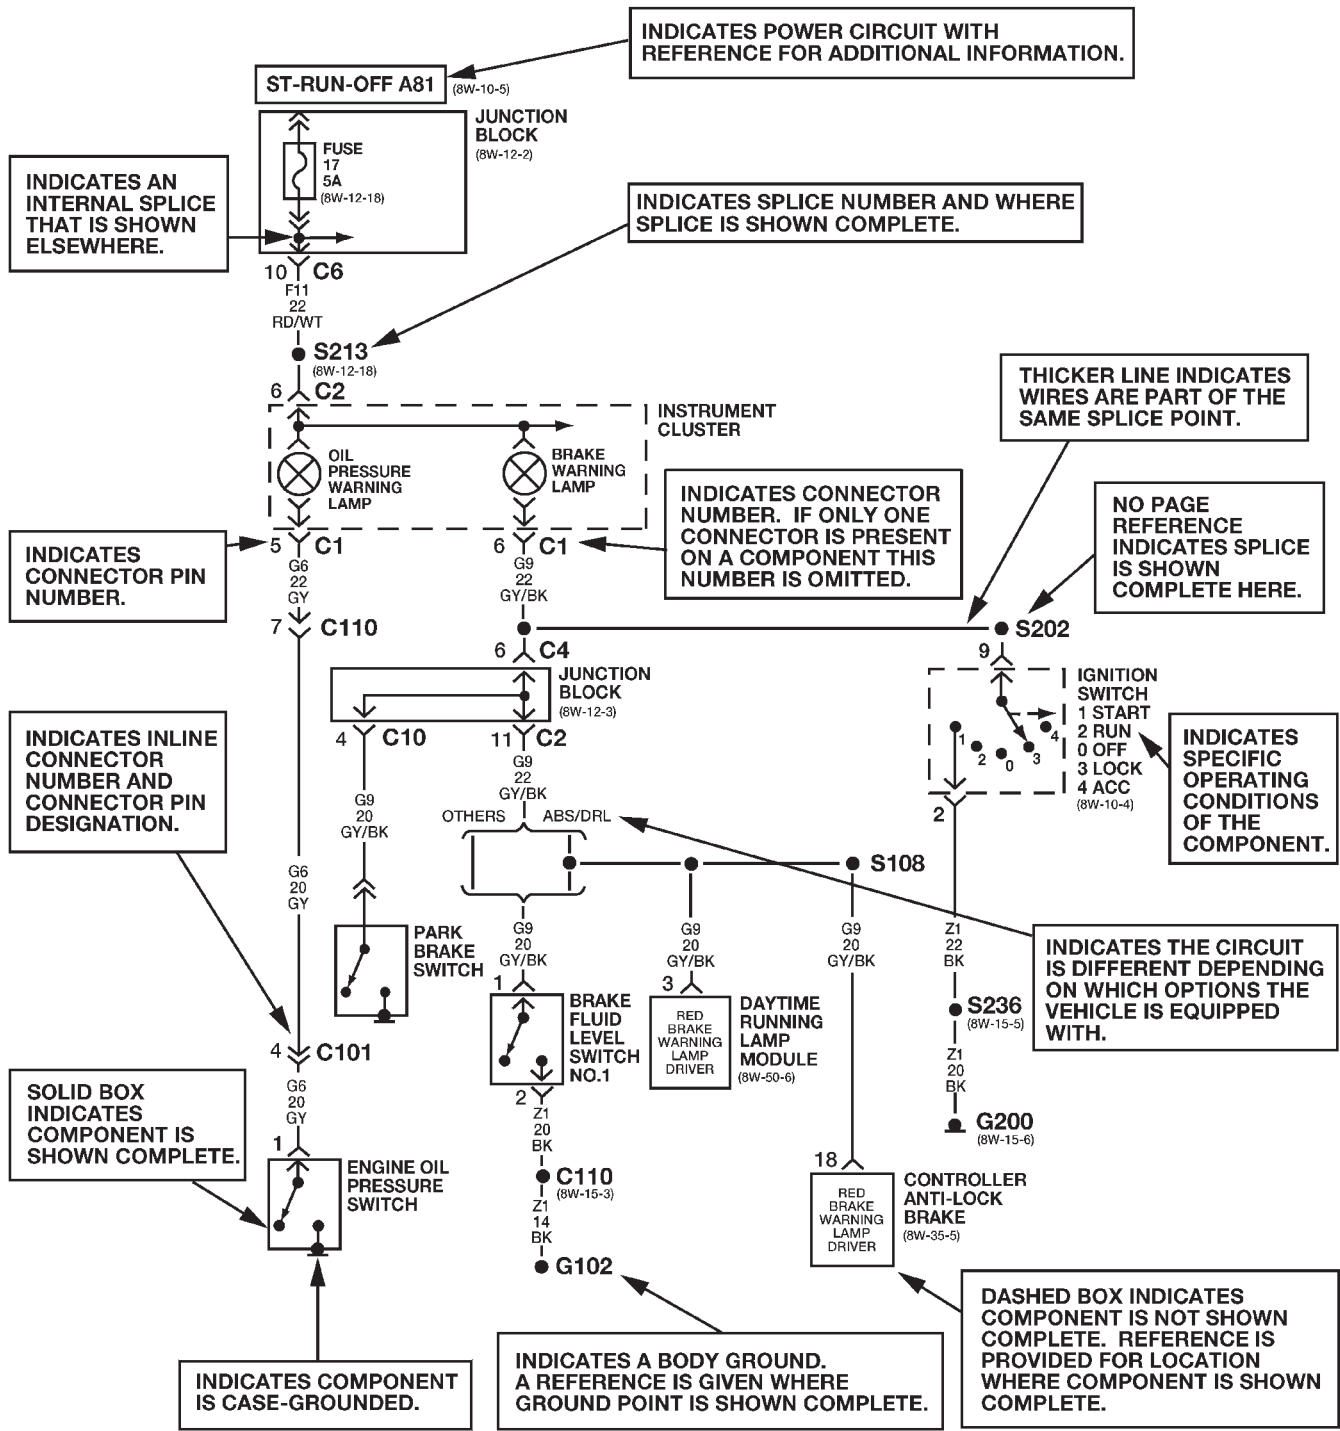 INDICATES POWER CIRCUIT WITH
REFERENCE FOR ADDITIONAL INFORMATION.
ST-RUN-OFF A81
(8W-10-5)
JUNCTION
BLOCK
(8W-12-2)
FUSE
17
5A
(8W-12-18)
INDICATES AN
INTERNAL SPLICE
THAT IS SHOWN
ELSEWHERE.
INDICATES SPLICE NUMBER AND WHERE
SPLICE IS SHOWN COMPLETE.
10 C6
F11
22
RD/WT
S213
(8W-12-18)
6 C2
THICKER LINE INDICATES
WIRES ARE PART OF THE
SAME SPLICE POINT.
INSTRUMENT
CLUSTER
OIL
PRESSURE
WARNING
LAMP
BRAKE
WARNING
LAMP
INDICATES CONNECTOR
NUMBER. IF ONLY ONE
CONNECTOR IS PRESENT
ON A COMPONENT THIS
NUMBER IS OMITTED.
NO PAGE
REFERENCE
INDICATES SPLICE
IS SHOWN
COMPLETE HERE.
INDICATES
CONNECTOR PIN
NUMBER.
5 C1
G6
22
GY
7 C110
6 C1
G9
22
GY/BK
S202
6 C4
9
JUNCTION
BLOCK
(8W-12-3)
IGNITION
SWITCH
1 START
2 RUN
0 OFF
3 LOCK
4 ACC
(8W-10-4)
1
2
0
3
4
2
INDICATES
SPECIFIC
OPERATING
CONDITIONS
OF THE
COMPONENT.
INDICATES INLINE
CONNECTOR
NUMBER AND
CONNECTOR PIN
DESIGNATION.
4 C10
11 C2
G9
22
GY/BK
G9
20
GY/BK
OTHERS
ABS/DRL
S108
G6
20
GY
PARK
BRAKE
SWITCH
G9
20
GY/BK
G9
20
GY/BK
G9
20
GY/BK
Z1
22
BK
INDICATES THE CIRCUIT
IS DIFFERENT DEPENDING
ON WHICH OPTIONS THE
VEHICLE IS EQUIPPED
WITH.
1
BRAKE
FLUID
LEVEL
SWITCH
NO.1
3
RED
BRAKE
WARNING
LAMP
DRIVER
DAYTIME
RUNNING
LAMP
MODULE
(8W-50-6)
S236
(8W-15-5)
Z1
20
BK
G200
(8W-15-6)
4 C101
G6
20
GY
SOLID BOX
INDICATES
COMPONENT IS
SHOWN COMPLETE.
1
ENGINE OIL
PRESSURE
SWITCH
2
Z1
20
BK
C110
(8W-15-3)
Z1
14
BK
G102
18
RED
BRAKE
WARNING
LAMP
DRIVER
CONTROLLER
ANTI-LOCK
BRAKE
(8W-35-5)
INDICATES COMPONENT
IS CASE-GROUNDED.
INDICATES A BODY GROUND.
A REFERENCE IS GIVEN WHERE
GROUND POINT IS SHOWN COMPLETE.
DASHED BOX INDICATES
COMPONENT IS NOT SHOWN
COMPLETE. REFERENCE IS
PROVIDED FOR LOCATION
WHERE COMPONENT IS SHOWN
COMPLETE.